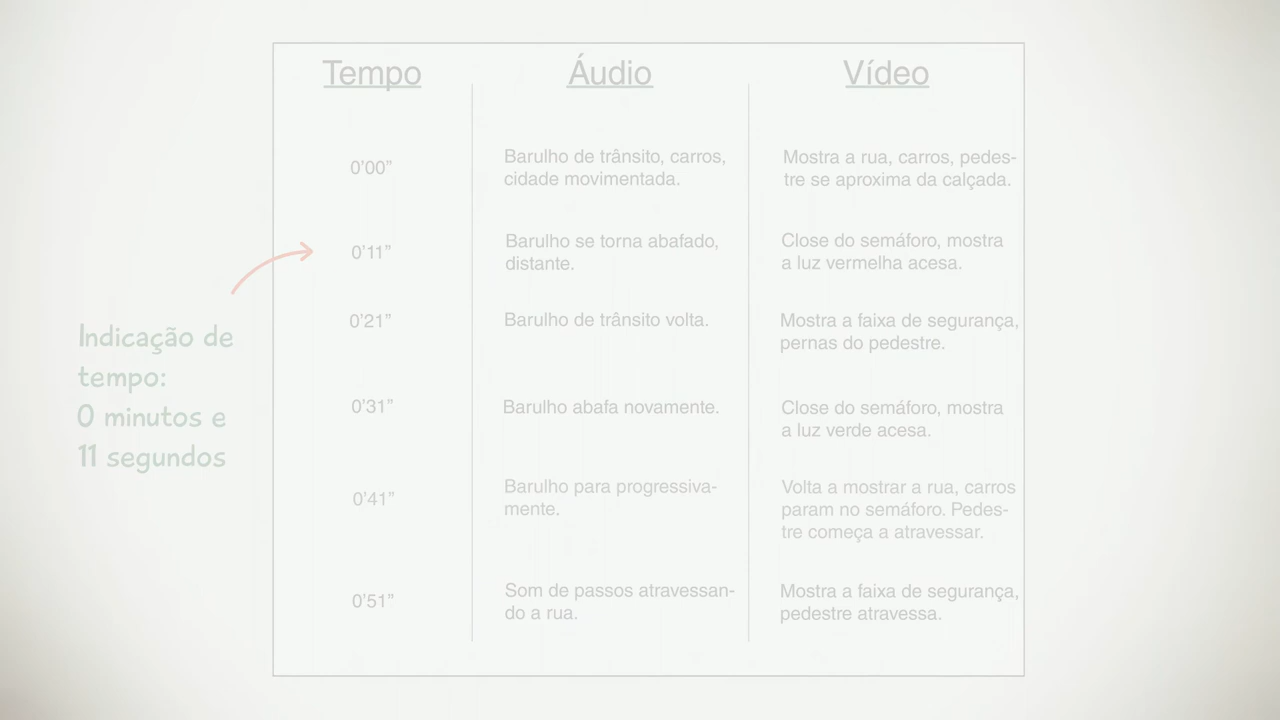 Tempo
Áudio
Vídeo
0'00"
Barulho de trânsito, carros,
cidade movimentada.
Mostra a rua, carros, pedes-
tre se aproxima da calçada.
0'11"
Barulho se torna abafado,
distante.
Close do semáforo, mostra
a luz vermelha acesa.
0'21"
Barulho de trânsito volta.
Mostra a faixa de segurança,
pernas do pedestre.
0'31"
Barulho abafa novamente.
Close do semáforo, mostra
a luz verde acesa.
0'41"
Barulho para progressiva-
mente.
Volta a mostrar a rua, carros
param no semáforo. Pedes-
tre começa a atravessar.
0'51"
Som de passos atravessan-
do a rua.
Mostra a faixa de segurança,
pedestre atravessa.
Indicação de
tempo:
0 minutos e
11 segundos